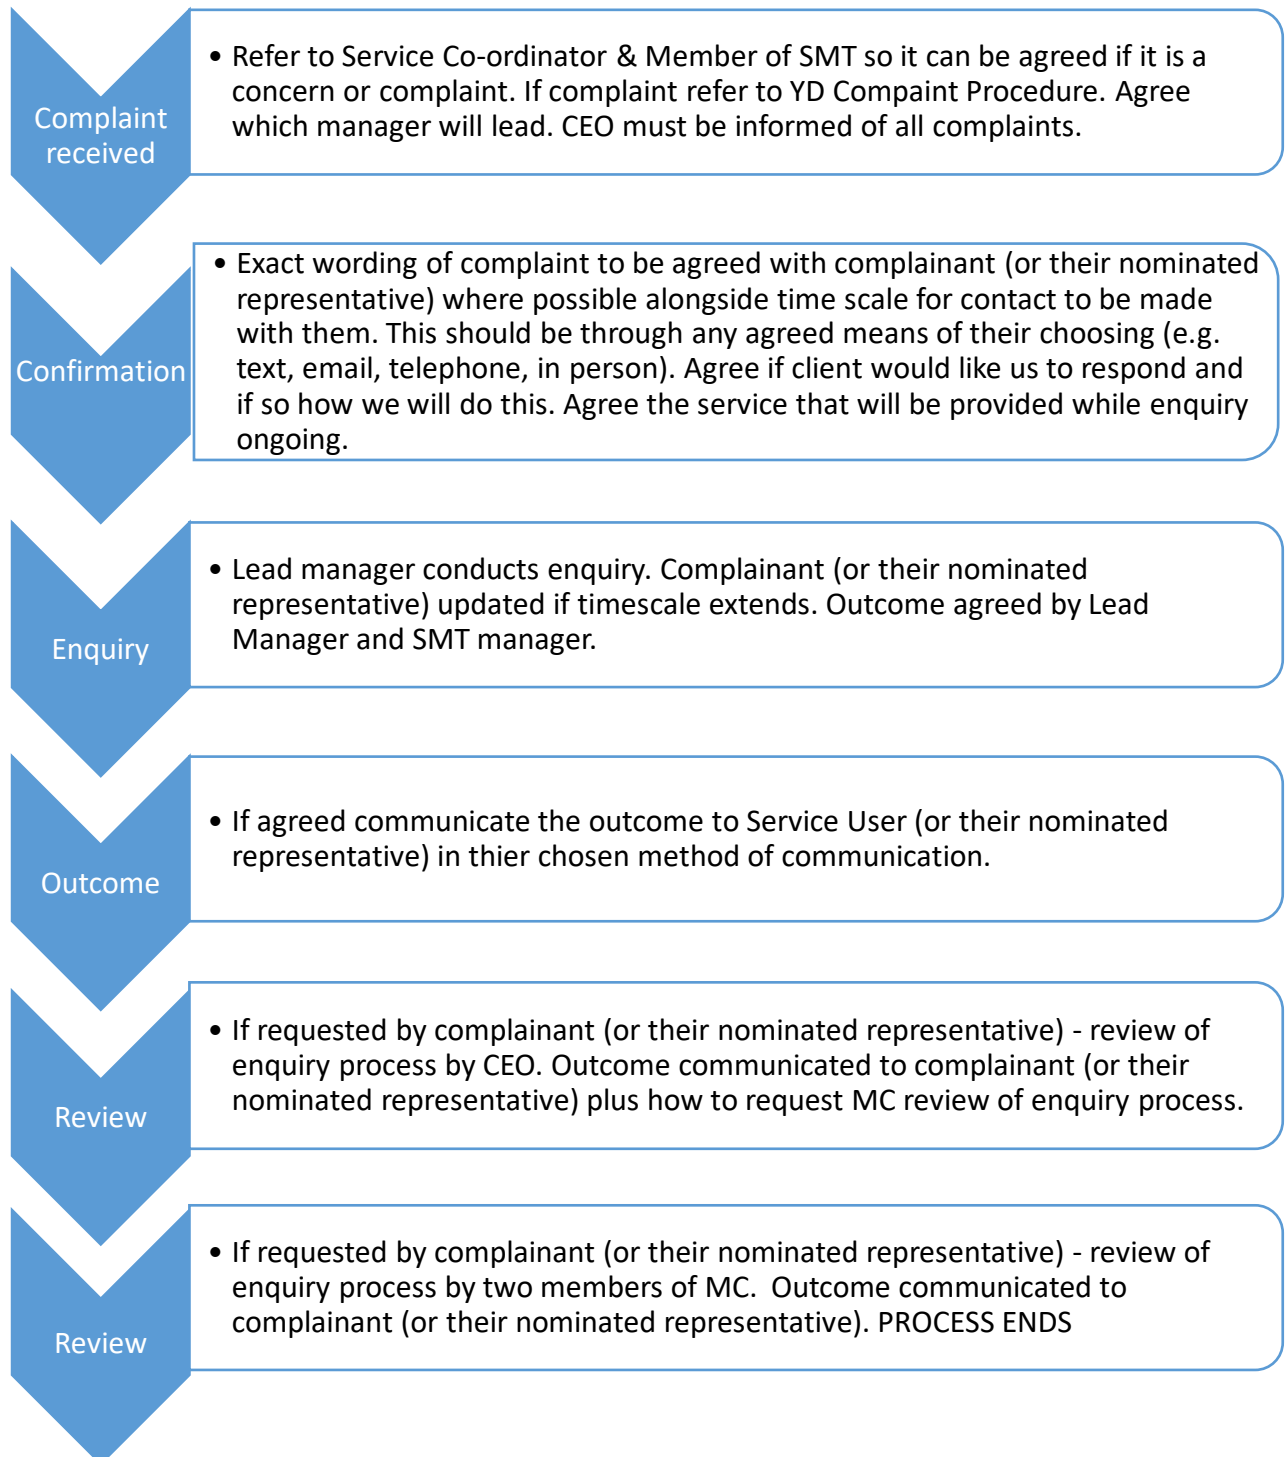 Complaint
received
• Refer to Service Co-ordinator & Member of SMT so it can be agreed if it is a
concern or complaint. If complaint refer to YD Compaint Procedure. Agree
which manager will lead. CEO must be informed of all complaints.
Confirmation
• Exact wording of complaint to be agreed with complainant (or their nominated
representative) where possible alongside time scale for contact to be made
with them. This should be through any agreed means of their choosing (e.g.
text, email, telephone, in person). Agree if client would like us to respond and
if so how we will do this. Agree the service that will be provided while enquiry
ongoing.
Enquiry
• Lead manager conducts enquiry. Complainant (or their nominated
representative) updated if timescale extends. Outcome agreed by Lead
Manager and SMT manager.
Outcome
• If agreed communicate the outcome to Service User (or their nominated
representative) in thier chosen method of communication.
Review
• If requested by complainant (or their nominated representative) - review of
enquiry process by CEO. Outcome communicated to complainant (or their
nominated representative) plus how to request MC review of enquiry process.
Review
• If requested by complainant (or their nominated representative) - review of
enquiry process by two members of MC.  Outcome communicated to
complainant (or their nominated representative). PROCESS ENDS